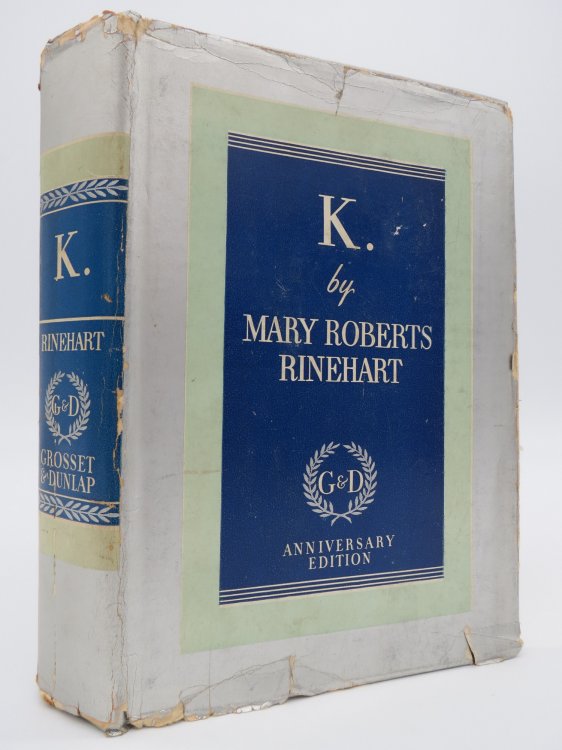 K.
RINEHART
G&D
GROSSET
& DUNLAP
K.
by
MARY ROBERTS
RINEHART
G&D
ANNIVERSARY
EDITION